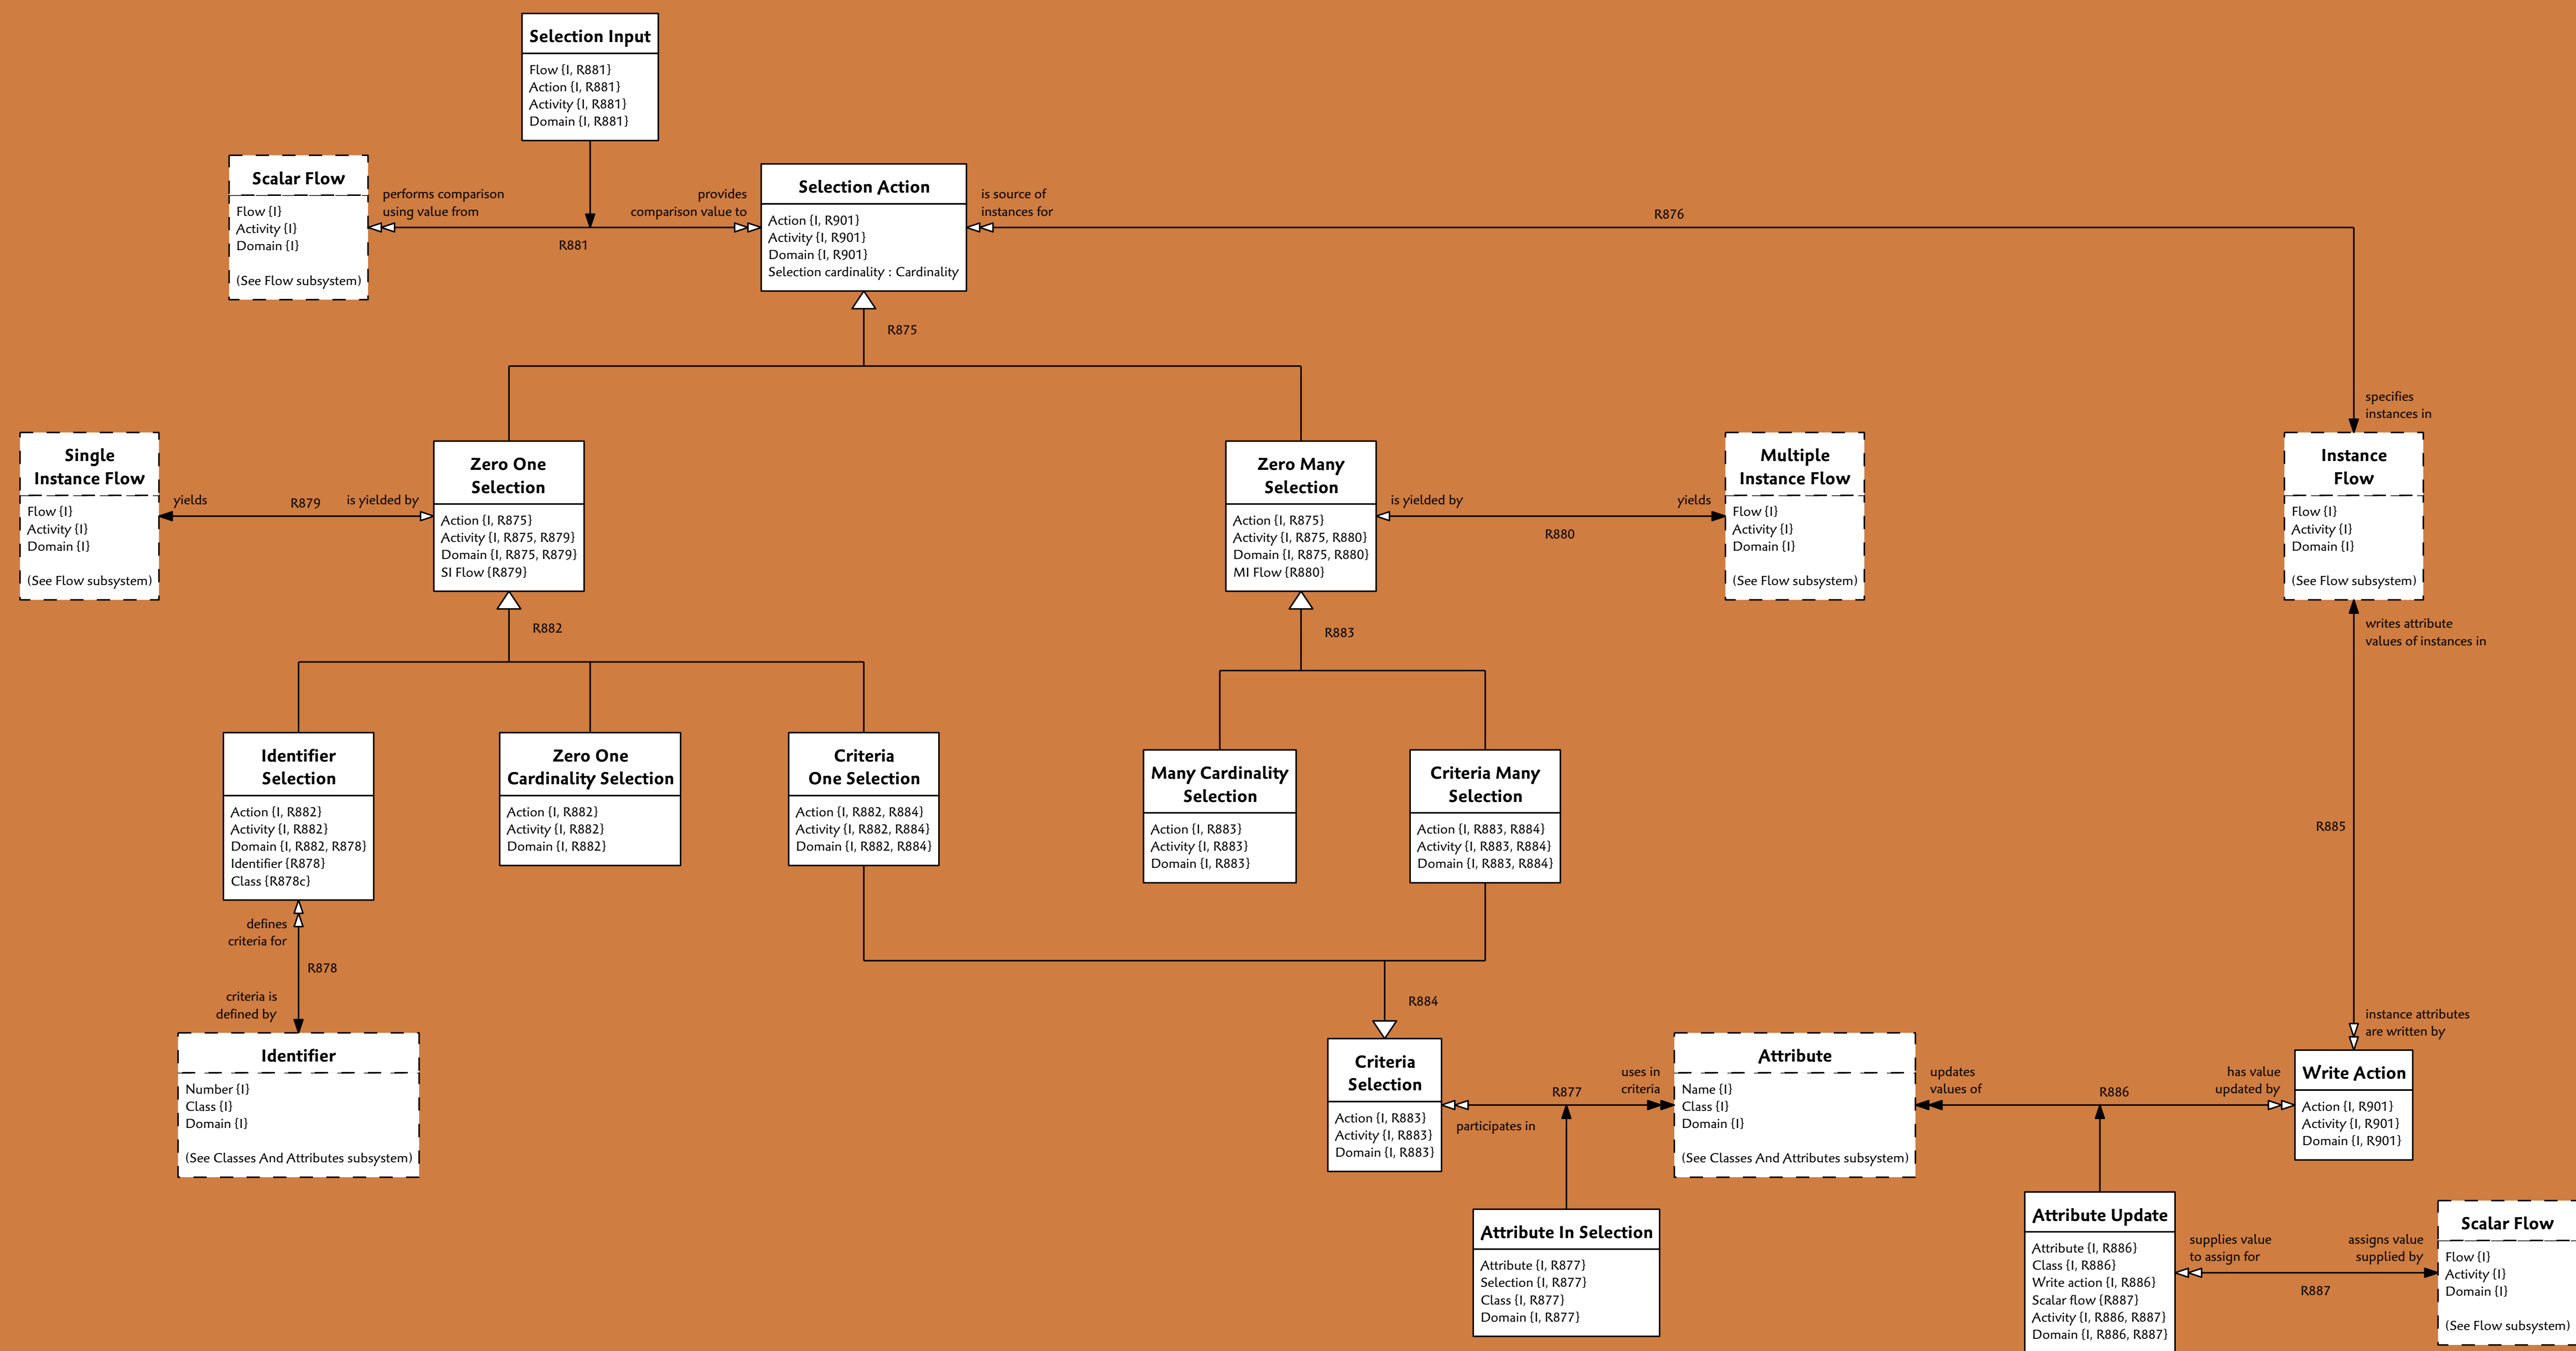 Selection Input
Flow {I, R881}
Action {I, R881}
Activity {I, R881}
Domain {I, R881}
Scalar Flow
Flow {I}
Activity {I}
Domain {I}
(See Flow subsystem)
performs comparison
using value from
R881
provides
comparison value to
Selection Action
Action {I, R901}
Activity {I, R901}
Domain {I, R901}
Selection cardinality : Cardinality
is source of
instances for
R876
specifies
instances in
R875
Single
Instance Flow
Flow {I}
Activity {I}
Domain {I}
(See Flow subsystem)
yields
R879
is yielded by
Zero One
Selection
Action {I, R875}
Activity {I, R875, R879}
Domain {I, R875, R879}
SI Flow {R879}
Zero Many
Selection
Action {I, R875}
Activity {I, R875, R880}
Domain {I, R875, R880}
MI Flow {R880}
is yielded by
R880
yields
Multiple
Instance Flow
Flow {I}
Activity {I}
Domain {I}
(See Flow subsystem)
Instance
Flow
Flow {I}
Activity {I}
Domain {I}
(See Flow subsystem)
writes attribute
values of instances in
R882
R883
Identifier
Selection
Action {I, R882}
Activity {I, R882}
Domain {I, R882, R878}
Identifier {R878}
Class {R878c}
Zero One
Cardinality Selection
Action {I, R882}
Activity {I, R882}
Domain {I, R882}
Criteria
One Selection
Action {I, R882, R884}
Activity {I, R882, R884}
Domain {I, R882, R884}
Many Cardinality
Selection
Action {I, R883}
Activity {I, R883}
Domain {I, R883}
Criteria Many
Selection
Action {I, R883, R884}
Activity {I, R883, R884}
Domain {I, R883, R884}
R885
defines
criteria for
R878
criteria is
defined by
Identifier
Number {I}
Class {I}
Domain {I}
(See Classes And Attributes subsystem)
R884
Criteria
Selection
Action {I, R883}
Activity {I, R883}
Domain {I, R883}
participates in
R877
uses in
criteria
Attribute
Name {I}
Class {I}
Domain {I}
(See Classes And Attributes subsystem)
updates
values of
R886
has value
updated by
instance attributes
are written by
Write Action
Action {I, R901}
Activity {I, R901}
Domain {I, R901}
Attribute In Selection
Attribute {I, R877}
Selection {I, R877}
Class {I, R877}
Domain {I, R877}
Attribute Update
Attribute {I, R886}
Class {I, R886}
Write action {I, R886}
Scalar flow {R887}
Activity {I, R886, R887}
Domain {I, R886, R887}
supplies value
to assign for
R887
assigns value
supplied by
Scalar Flow
Flow {I}
Activity {I}
Domain {I}
(See Flow subsystem)